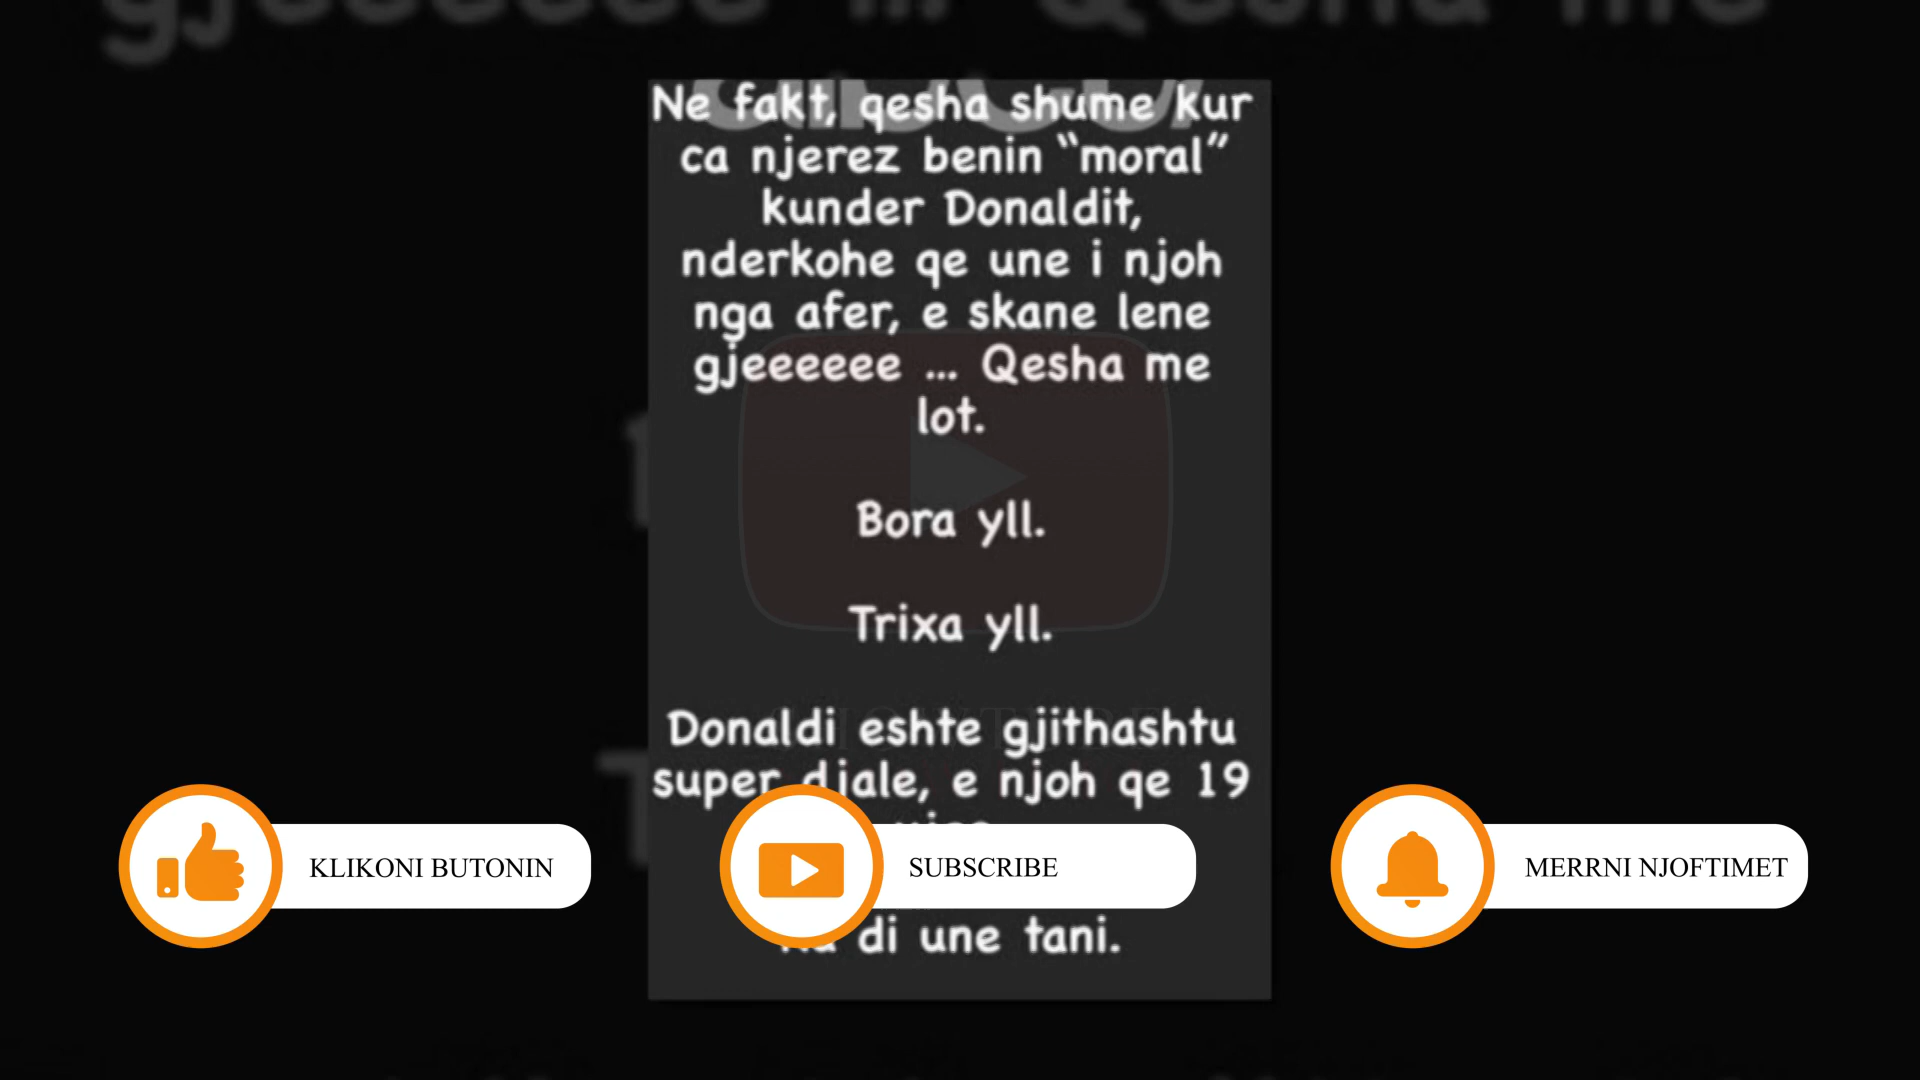 Ne fakt, qesha shume kur
ca njerez benin “moral”
kunder Donaldit,
nderkohe qe une i njoh
nga afer, e skane lene
gjeeeeee ... Qesha me
lot.
Bora yll.
Trixa yll.
Donaldi eshte gjithashtu
super djale, e njoh qe 19
di une tani.
KLIKONI BUTONIN
SUBSCRIBE
MERRNI NJOFTIMET